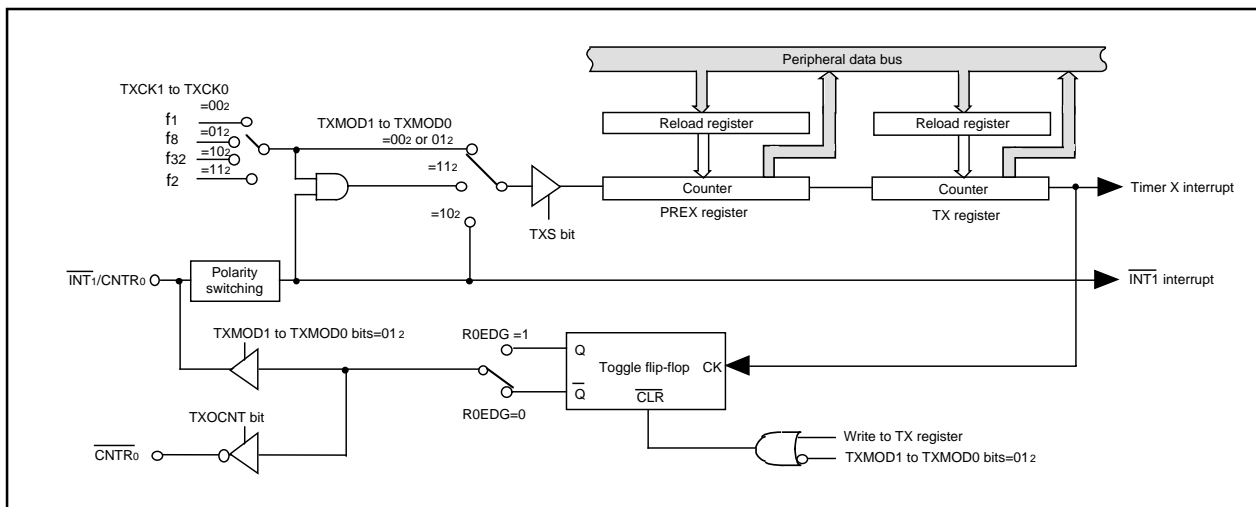 Peripheral data bus
TXCK1 to TXCK0
=002
f1
=012
f8
=102
f32
=112
f2
TXMOD1 to TXMOD0
=002 or 012
=112
=102
TXS bit
Reload register
Counter
PREX register
Reload register
Counter
TX register
Timer X interrupt
INT1/CNTR0
Polarity
switching
INT1 interrupt
TXMOD1 to TXMOD0 bits=012
R0EDG =1
Q
Toggle flip-flop
CK
Q
CLR
R0EDG=0
TXOCNT bit
CNTR0
Write to TX register
TXMOD1 to TXMOD0 bits=012